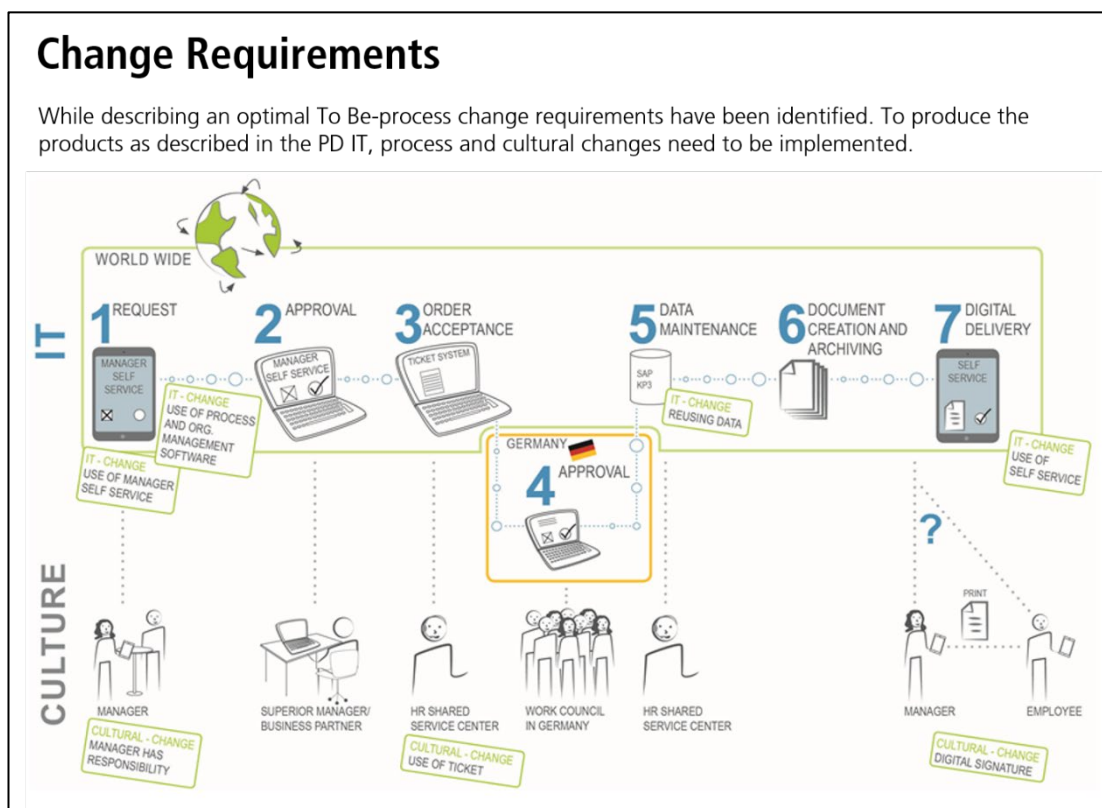 Change Requirements
While describing an optimal To Be-process change requirements have been identified. To produce the
products as described in the PD IT, process and cultural changes need to be implemented.
WORLD WIDE
IT
1 REQUEST
MANAGER
SELF
SERVICE
IT - CHANGE
USE OF PROCESS
AND ORG.
MANAGEMENT
SOFTWARE
IT - CHANGE
USE OF MANAGER
SELF SERVICE
2 APPROVAL
MANAGER
SELF SERVICE
3 ORDER
ACCEPTANCE
TICKET SYSTEM
GERMANY
4 APPROVAL
5 DATA
MAINTENANCE
SAP
KP3
IT - CHANGE
REUSING DATA
6 DOCUMENT
CREATION AND
ARCHIVING
7 DIGITAL
DELIVERY
SELF
SERVICE
IT - CHANGE
USE OF
SELF SERVICE
CULTURE
MANAGER
CULTURAL - CHANGE
MANAGER HAS
RESPONSIBILITY
SUPERIOR MANAGER/
BUSINESS PARTNER
HR SHARED
SERVICE CENTER
CULTURAL - CHANGE
USE OF TICKET
WORK COUNCIL
IN GERMANY
HR SHARED
SERVICE CENTER
?
PRINT
MANAGER
EMPLOYEE
CULTURAL - CHANGE
DIGITAL SIGNATURE